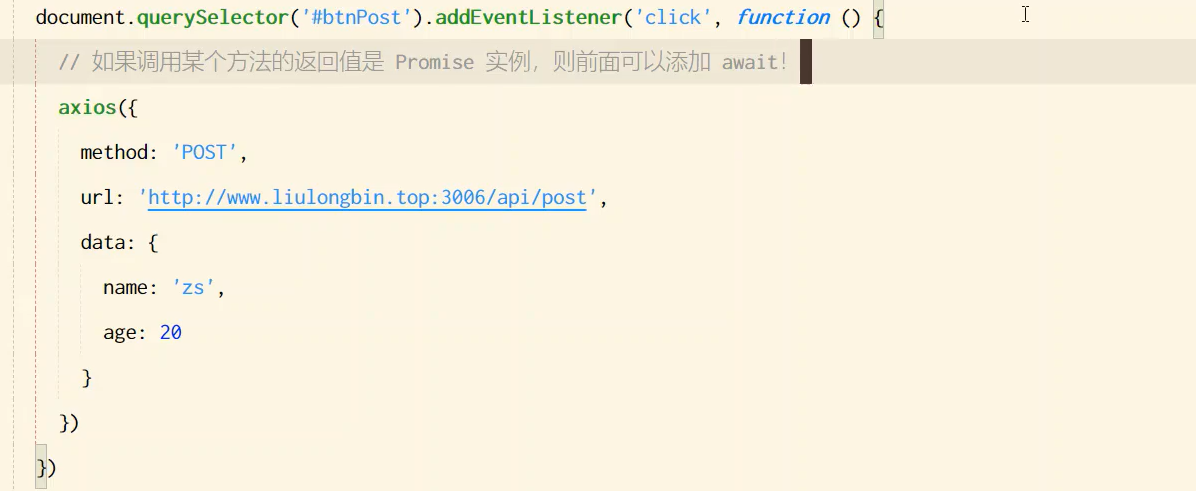 document.querySelector('#btnPost').addEventListener('click', function () {
// 如果调用某个方法的返回值是 Promise 实例，则前面可以添加 await！
axios({
method: 'POST',
url: 'http://www.liulongbin.top:3006/api/post',
data: {
name: 'zs',
age: 20
}
})
})